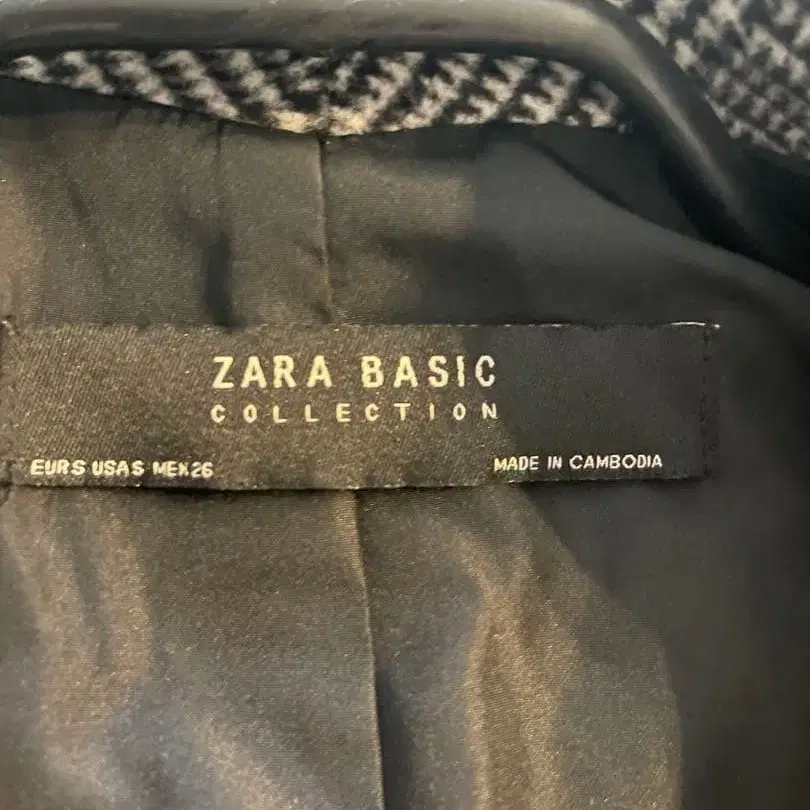 ZARA BASIC
COLLECTION
EUR S USA S MEX 26
MADE IN CAMBODIA